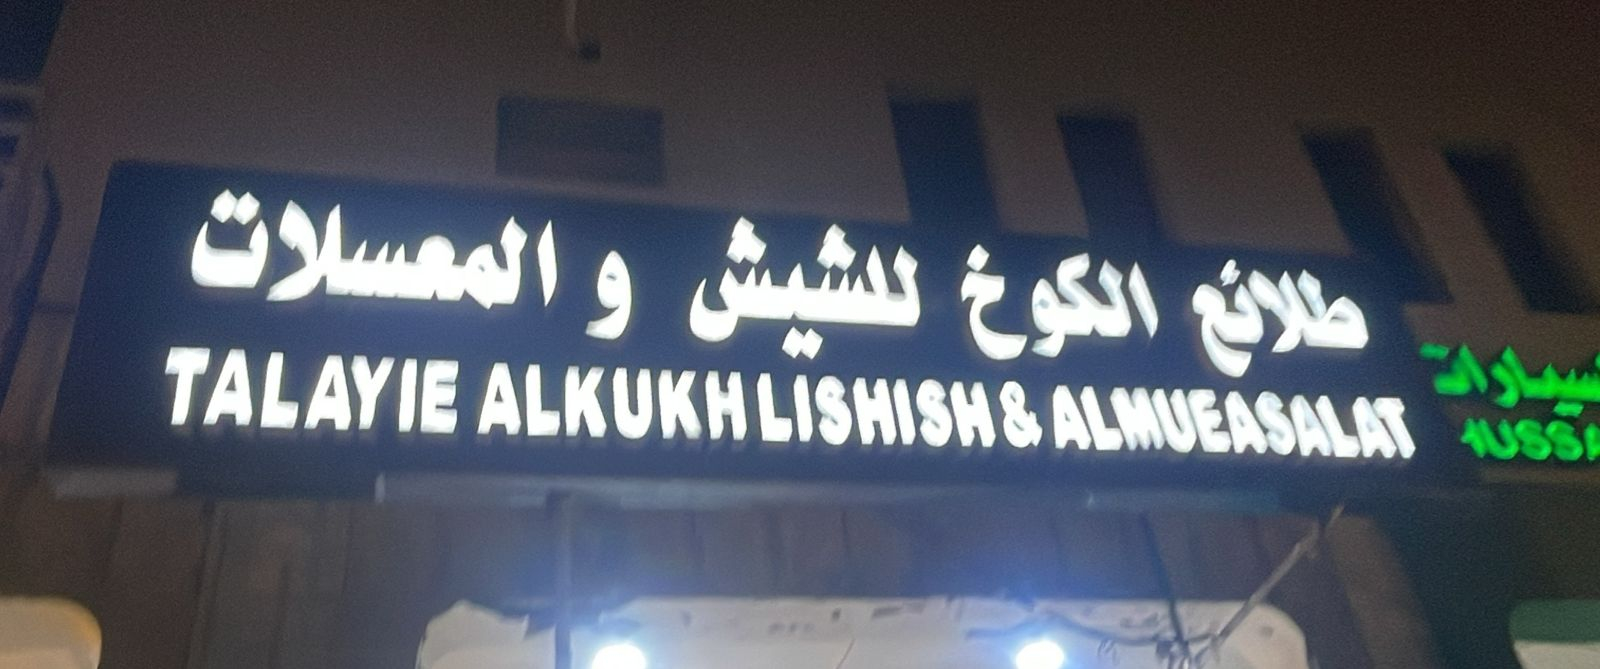 طلائع الكوخ للشيش و المعسلات
TALAYIE ALKUKH LISHISH & ALMUEASALAT